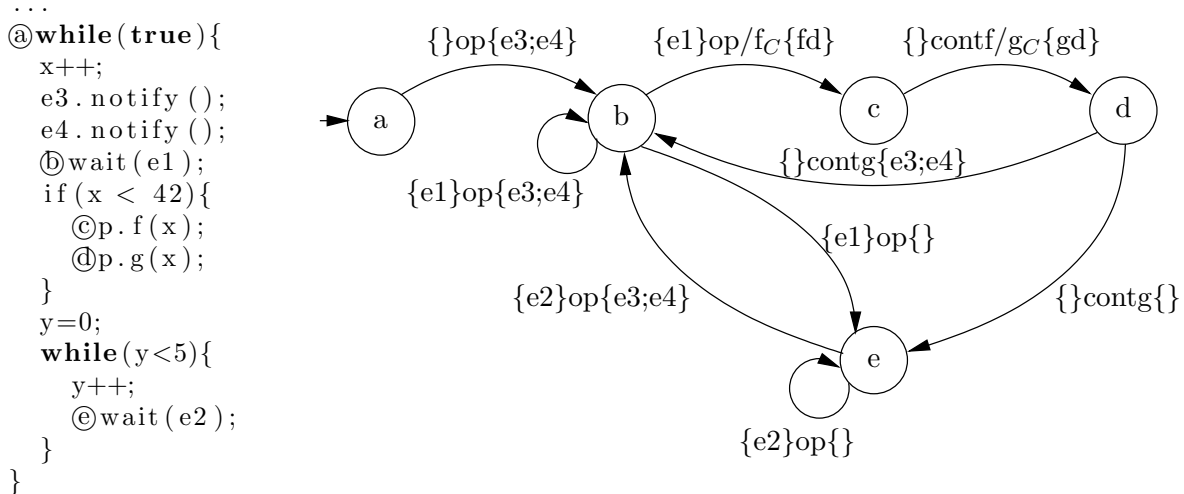 ...
ⓐwhile(true){
x++;
e3.notify();
e4.notify();
ⓑwait(e1);
if(x < 42){
ⓒp.f(x);
ⓓp.g(x);
}
y=0;
while(y<5){
y++;
ⓔwait(e2);
}
}
{}op{e3;e4}
{e1}op/f_C{fd}
{}contf/g_C{gd}
a
b
c
d
{}contg{e3;e4}
{e1}op{e3;e4}
{e1}op{}
{e2}op{e3;e4}
{}contg{}
e
{e2}op{}